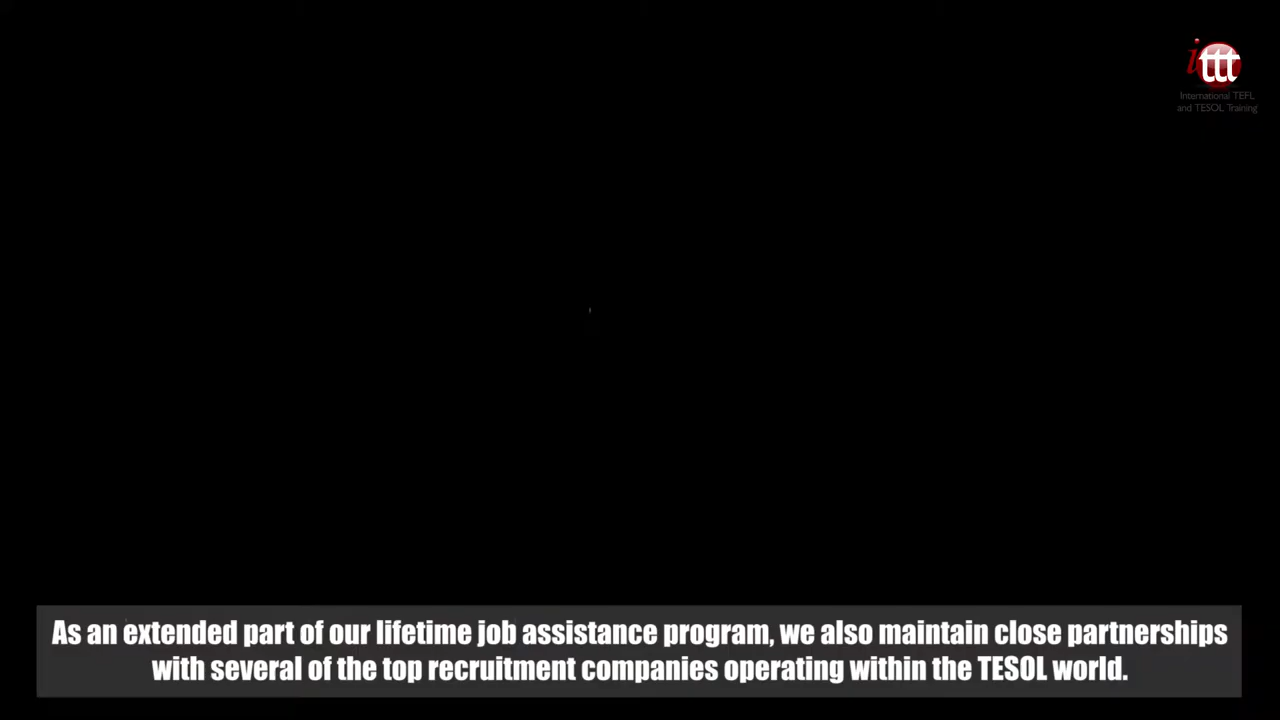 ittt
International TEFL
and TESOL Training
As an extended part of our lifetime job assistance program, we also maintain close partnerships
with several of the top recruitment companies operating within the TESOL world.